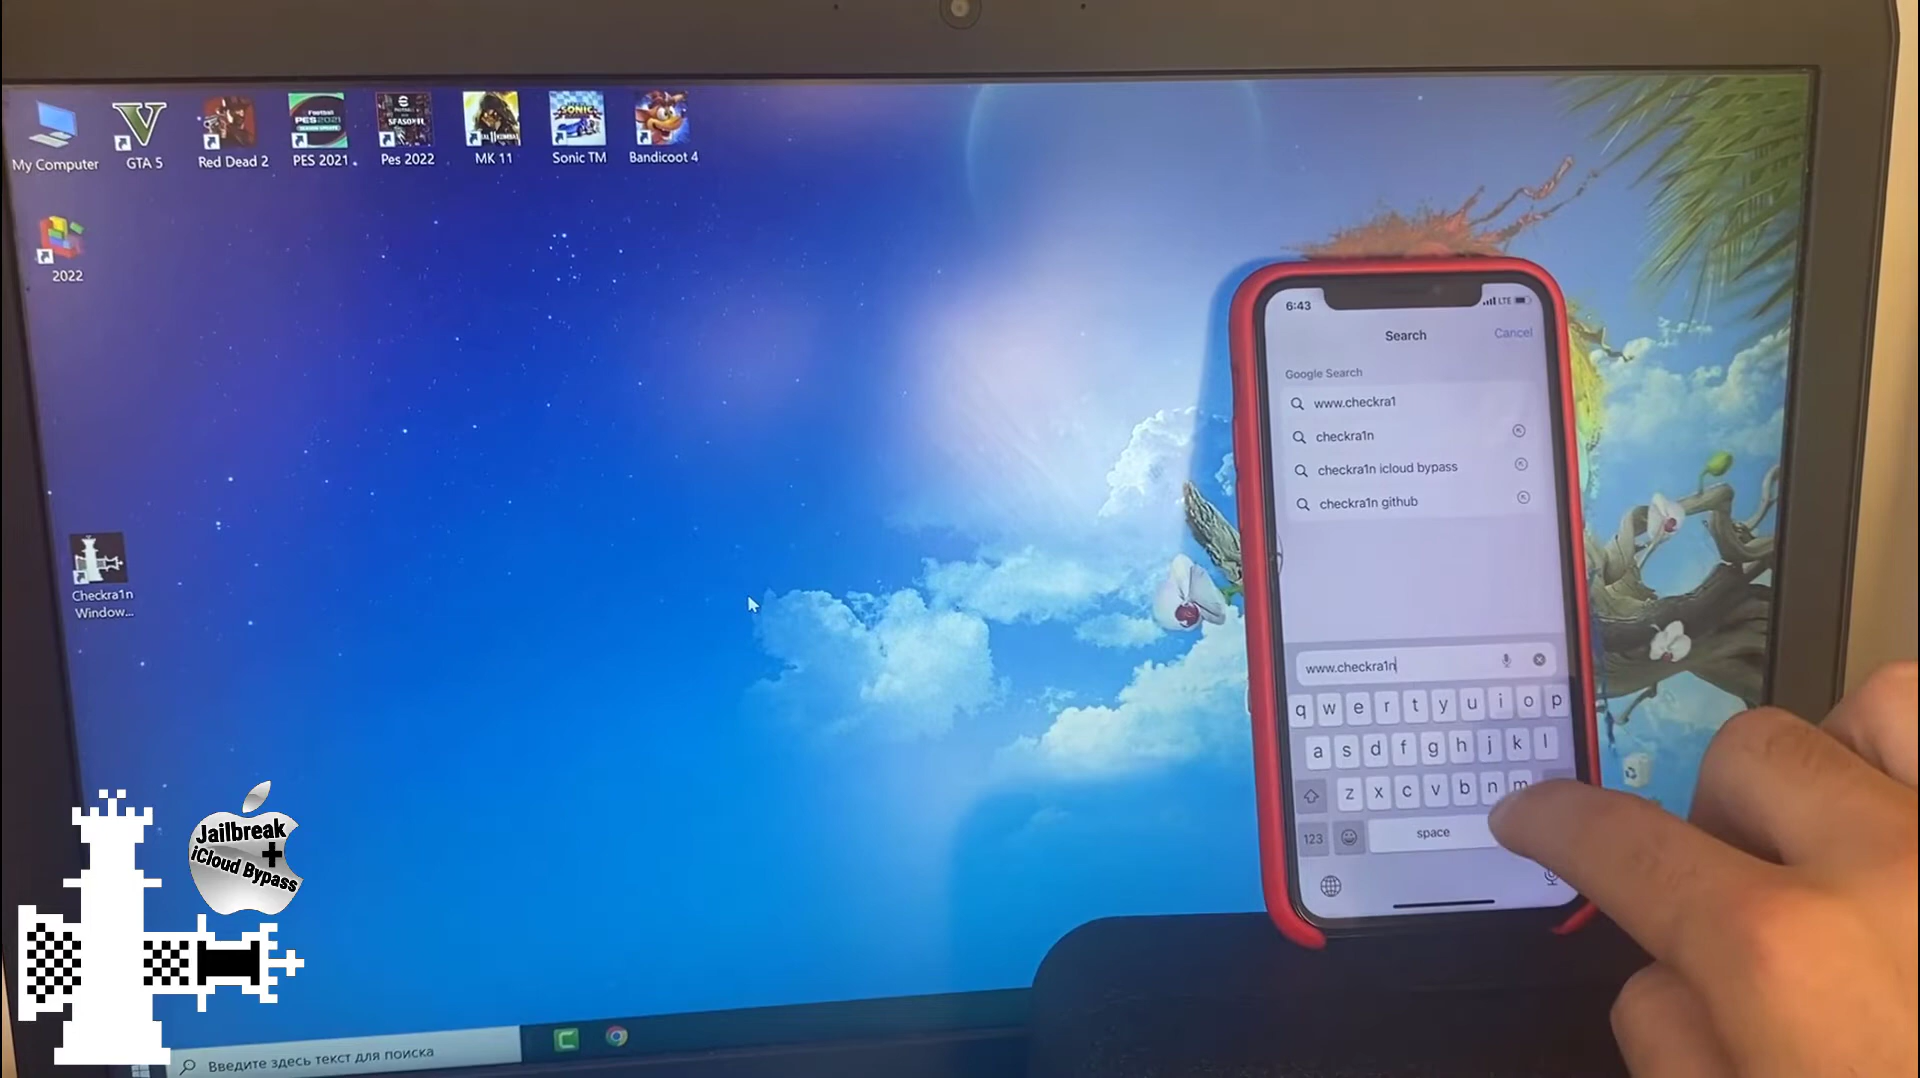 My Computer
GTA 5
Red Dead 2
PES 2021
Pes 2022
MK 11
Sonic TM
Bandicoot 4
2022
Checkra1n
Window...
Jailbreak
+
iCloud Bypass
Введите здесь текст для поиска
6:43
LTE
Search
Cancel
Google Search
www.checkra1
checkra1n
checkra1n icloud bypass
checkra1n github
www.checkra1n
q w e r t y u i o p
a s d f g h j k l
z x c v b n m
123
space